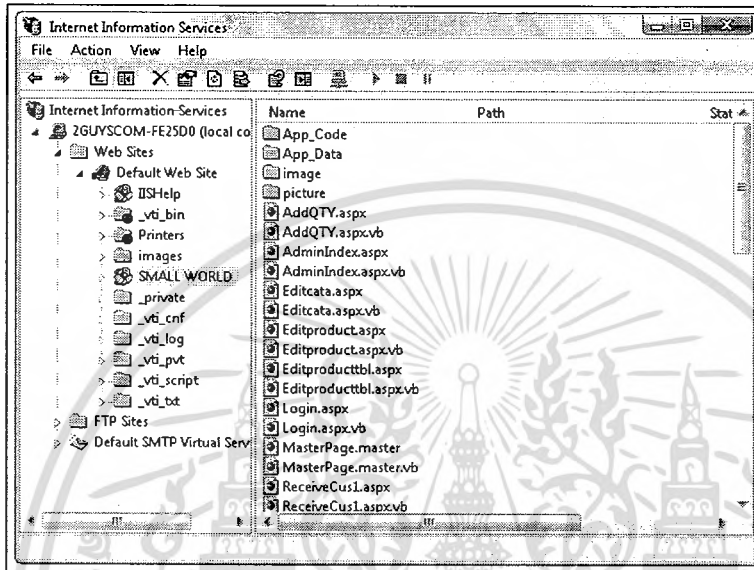 Internet Information Services
File Action View Help
Internet Information Services
2GUYSCOM-FE25D0 (local co
Web Sites
Default Web Site
IISHelp
_vti_bin
Printers
images
SMALL WORLD
_private
_vti_cnf
_vti_log
_vti_pvt
_vti_script
_vti_txt
FTP Sites
Default SMTP Virtual Serv
Name Path Stat
App_Code
App_Data
image
picture
AddQTY.aspx
AddQTY.aspx.vb
AdminIndex.aspx
AdminIndex.aspx.vb
Editcata.aspx
Editcata.aspx.vb
Editproduct.aspx
Editproduct.aspx.vb
Editproducttbl.aspx
Editproducttbl.aspx.vb
Login.aspx
Login.aspx.vb
MasterPage.master
MasterPage.master.vb
ReceiveCus1.aspx
ReceiveCus1.aspx.vb